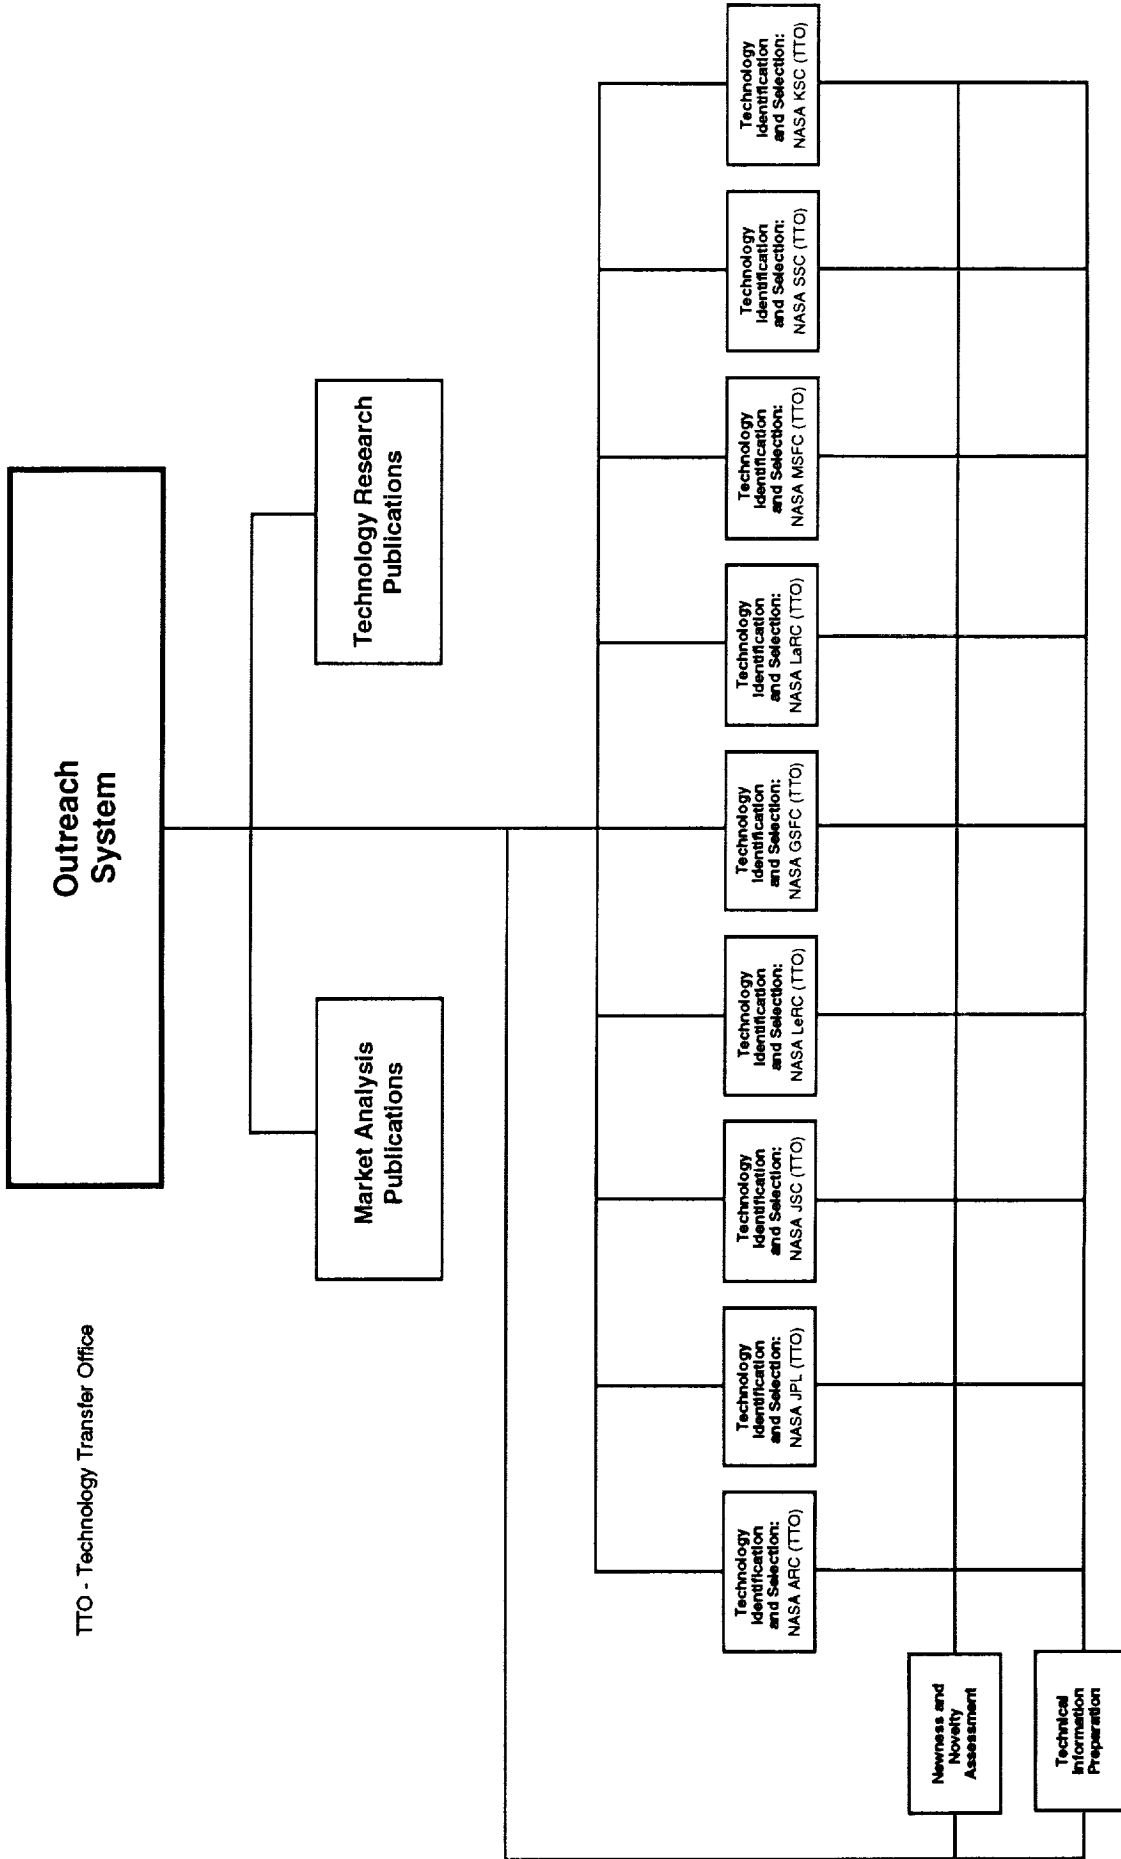 Outreach
System
TTO - Technology Transfer Office
Market Analysis
Publications
Technology Research
Publications
Technology
Identification
and Selection:
NASA ARC (TTO)
Technology
Identification
and Selection:
NASA JPL (TTO)
Technology
Identification
and Selection:
NASA JSC (TTO)
Technology
Identification
and Selection:
NASA LeRC (TTO)
Technology
Identification
and Selection:
NASA GSFC (TTO)
Technology
Identification
and Selection:
NASA LaRC (TTO)
Technology
Identification
and Selection:
NASA MSFC (TTO)
Technology
Identification
and Selection:
NASA SSC (TTO)
Technology
Identification
and Selection:
NASA KSC (TTO)
Newness and
Novelty
Assessment
Technical
Information
Preparation